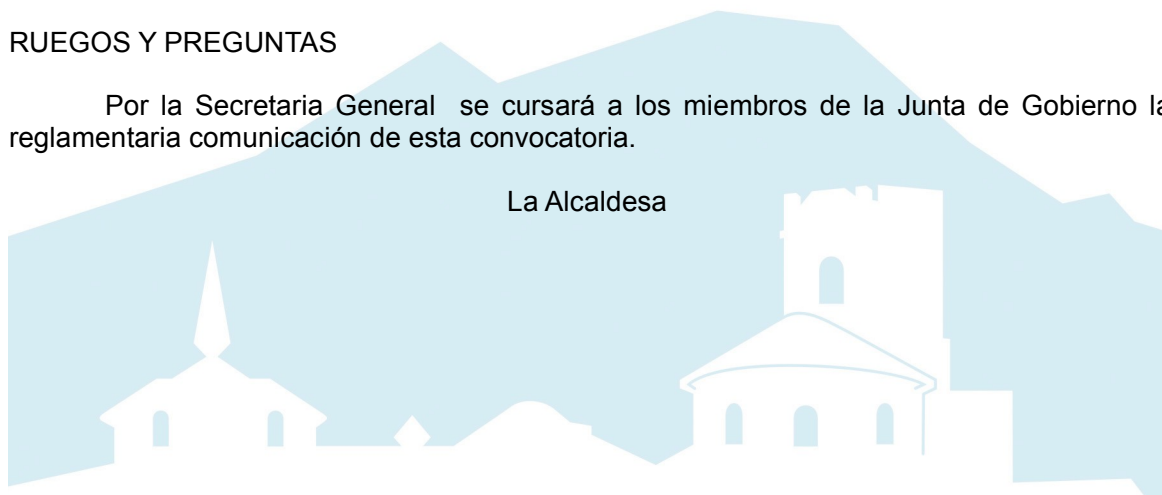 RUEGOS Y PREGUNTAS
Por la Secretaria General se cursará a los miembros de la Junta de Gobierno la
reglamentaria comunicación de esta convocatoria.
La Alcaldesa